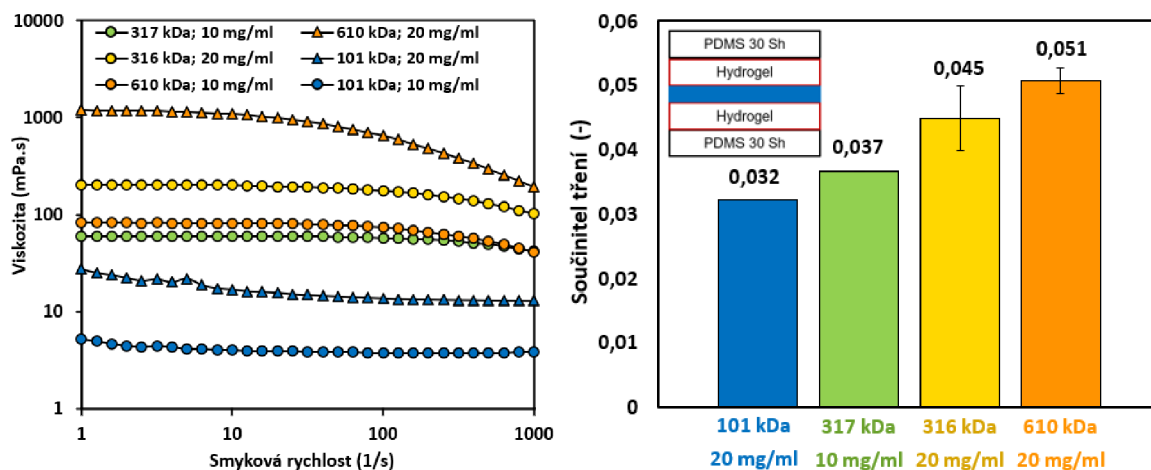 10000
1000
100
10
1
Viskozita (mPa.s)
317 kDa; 10 mg/ml
610 kDa; 20 mg/ml
316 kDa; 20 mg/ml
101 kDa; 20 mg/ml
610 kDa; 10 mg/ml
101 kDa; 10 mg/ml
1 10 100 1000
Smyková rychlost (1/s)
0,06
0,05
0,04
0,03
0,02
0,01
0
Součinitel tření (-)
PDMS 30 Sh
Hydrogel
Hydrogel
PDMS 30 Sh
0,032
0,037
0,045
0,051
101 kDa 317 kDa 316 kDa 610 kDa
20 mg/ml 10 mg/ml 20 mg/ml 20 mg/ml